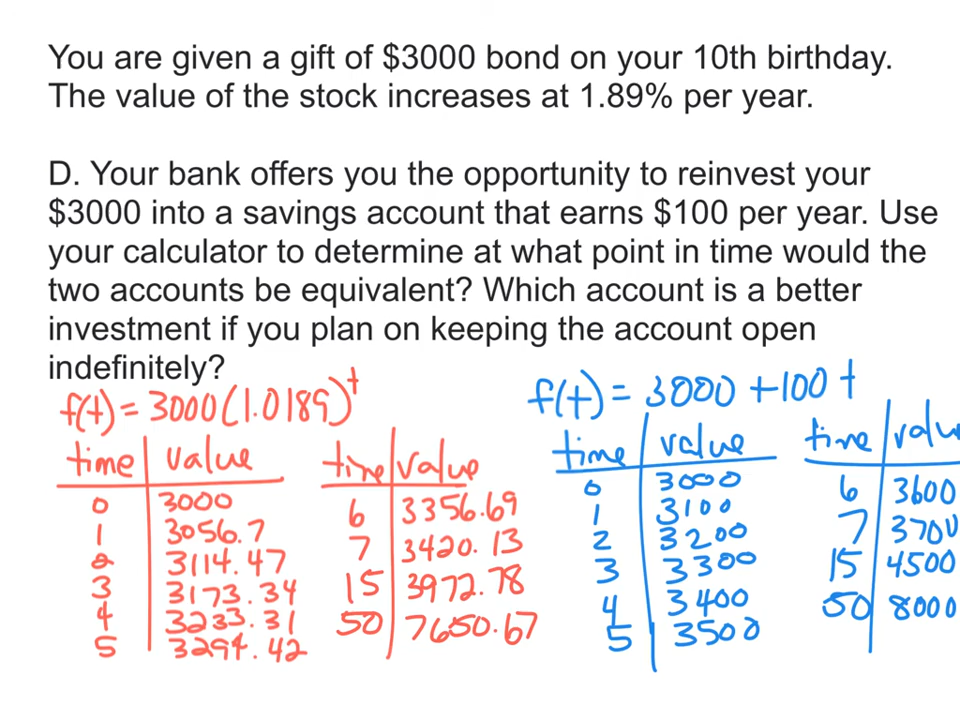 You are given a gift of $3000 bond on your 10th birthday.
The value of the stock increases at 1.89% per year.
D. Your bank offers you the opportunity to reinvest your
$3000 into a savings account that earns $100 per year. Use
your calculator to determine at what point in time would the
two accounts be equivalent? Which account is a better
investment if you plan on keeping the account open
indefinitely?
f(t) = 3000(1.0189)^t
time value
0 3000
1 3056.7
2 3114.47
3 3173.34
4 3233.31
5 3294.42
time value
6 3356.69
7 3420.13
15 3972.78
50 7650.67
f(t) = 3000 + 100 t
time value
0 3000
1 3100
2 3200
3 3300
4 3400
5 3500
time valu
6 3600
7 3700
15 4500
50 8000